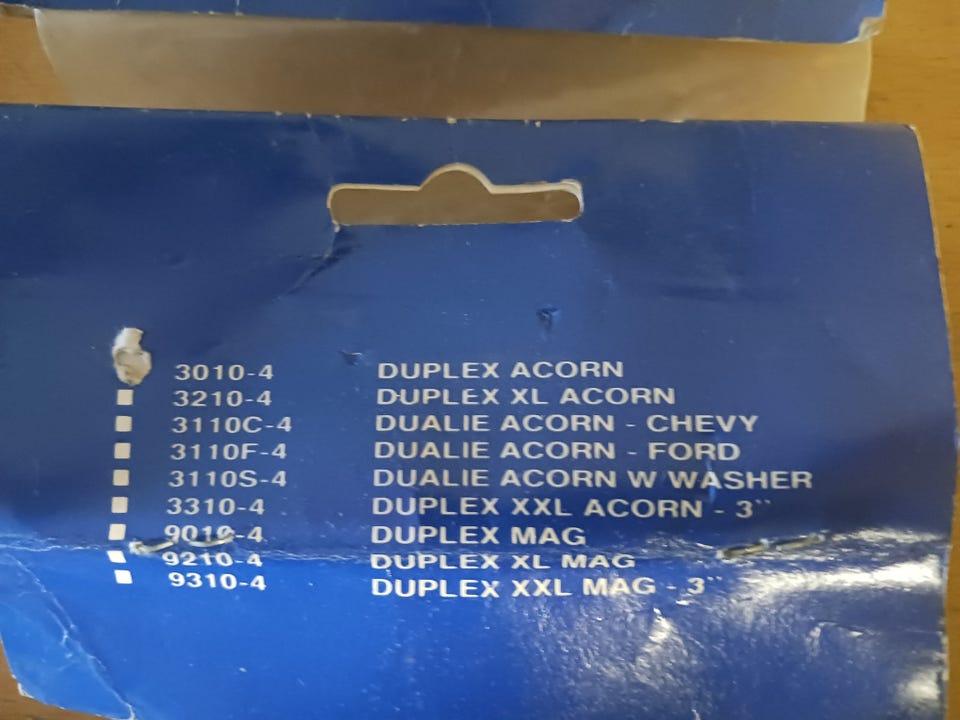 3010-4 DUPLEX ACORN
3210-4 DUPLEX XL ACORN
3110C-4 DUALIE ACORN - CHEVY
3110F-4 DUALIE ACORN - FORD
3110S-4 DUALIE ACORN W WASHER
3310-4 DUPLEX XXL ACORN - 3"
9010-4 DUPLEX MAG
9210-4 DUPLEX XL MAG
9310-4 DUPLEX XXL MAG - 3"